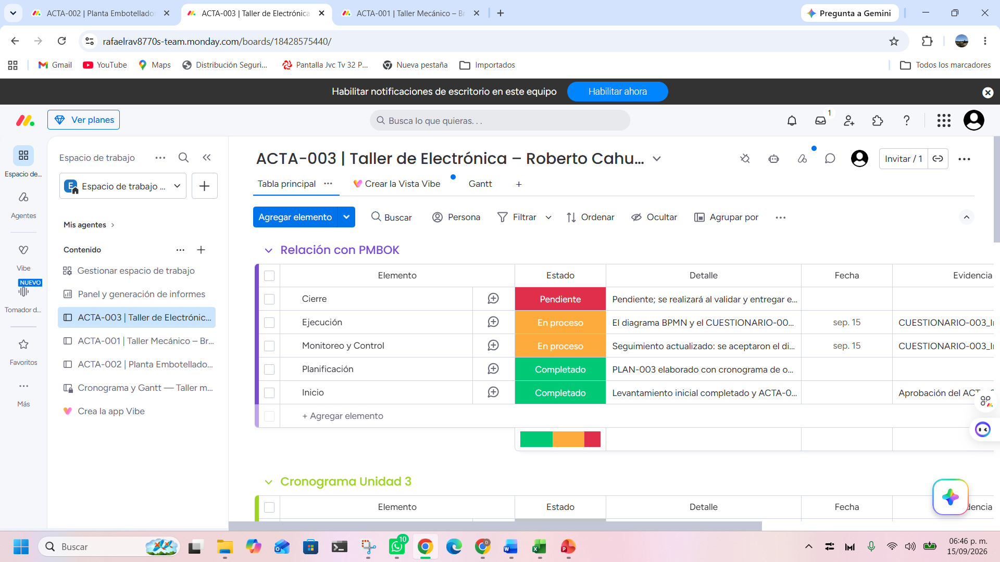 ACTA-002 | Planta Embotellador
ACTA-003 | Taller de Electrónica
ACTA-001 | Taller Mecánico – Br
Pregunta a Gemini
rafaelrav8770s-team.monday.com/boards/18428575440/
Gmail
YouTube
Maps
Distribución Seguri...
Pantalla Jvc Tv 32 P...
Nueva pestaña
Importados
Todos los marcadores
Habilitar notificaciones de escritorio en este equipo
Habilitar ahora
Ver planes
Busca lo que quieras. . .
1
Espacio de...
Agentes
Vibe
NUEVO
Tomador d...
Favoritos
Más
Espacio de trabajo
E
Espacio de trabajo ...
Mis agentes
Contenido
Gestionar espacio de trabajo
Panel y generación de informes
ACTA-003 | Taller de Electrónic...
ACTA-001 | Taller Mecánico – Br...
ACTA-002 | Planta Embotellado...
Cronograma y Gantt — Taller m...
Crea la app Vibe
ACTA-003 | Taller de Electrónica – Roberto Cahu...
Invitar / 1
Tabla principal
Crear la Vista Vibe
Gantt
Agregar elemento
Buscar
Persona
Filtrar
Ordenar
Ocultar
Agrupar por
Relación con PMBOK
Elemento Estado Detalle Fecha Evidencia
Cierre Pendiente Pendiente; se realizará al validar y entregar e...
Ejecución En proceso El diagrama BPMN y el CUESTIONARIO-00... sep. 15 CUESTIONARIO-003_I
Monitoreo y Control En proceso Seguimiento actualizado: se aceptaron el di... sep. 15 CUESTIONARIO-003_I
Planificación Completado PLAN-003 elaborado con cronograma de o...
Inicio Completado Levantamiento inicial completado y ACTA-0... Aprobación del AC
+ Agregar elemento
Cronograma Unidad 3
Elemento Estado Detalle Fecha dencia
Buscar
10
06:46 p. m.
15/09/2026